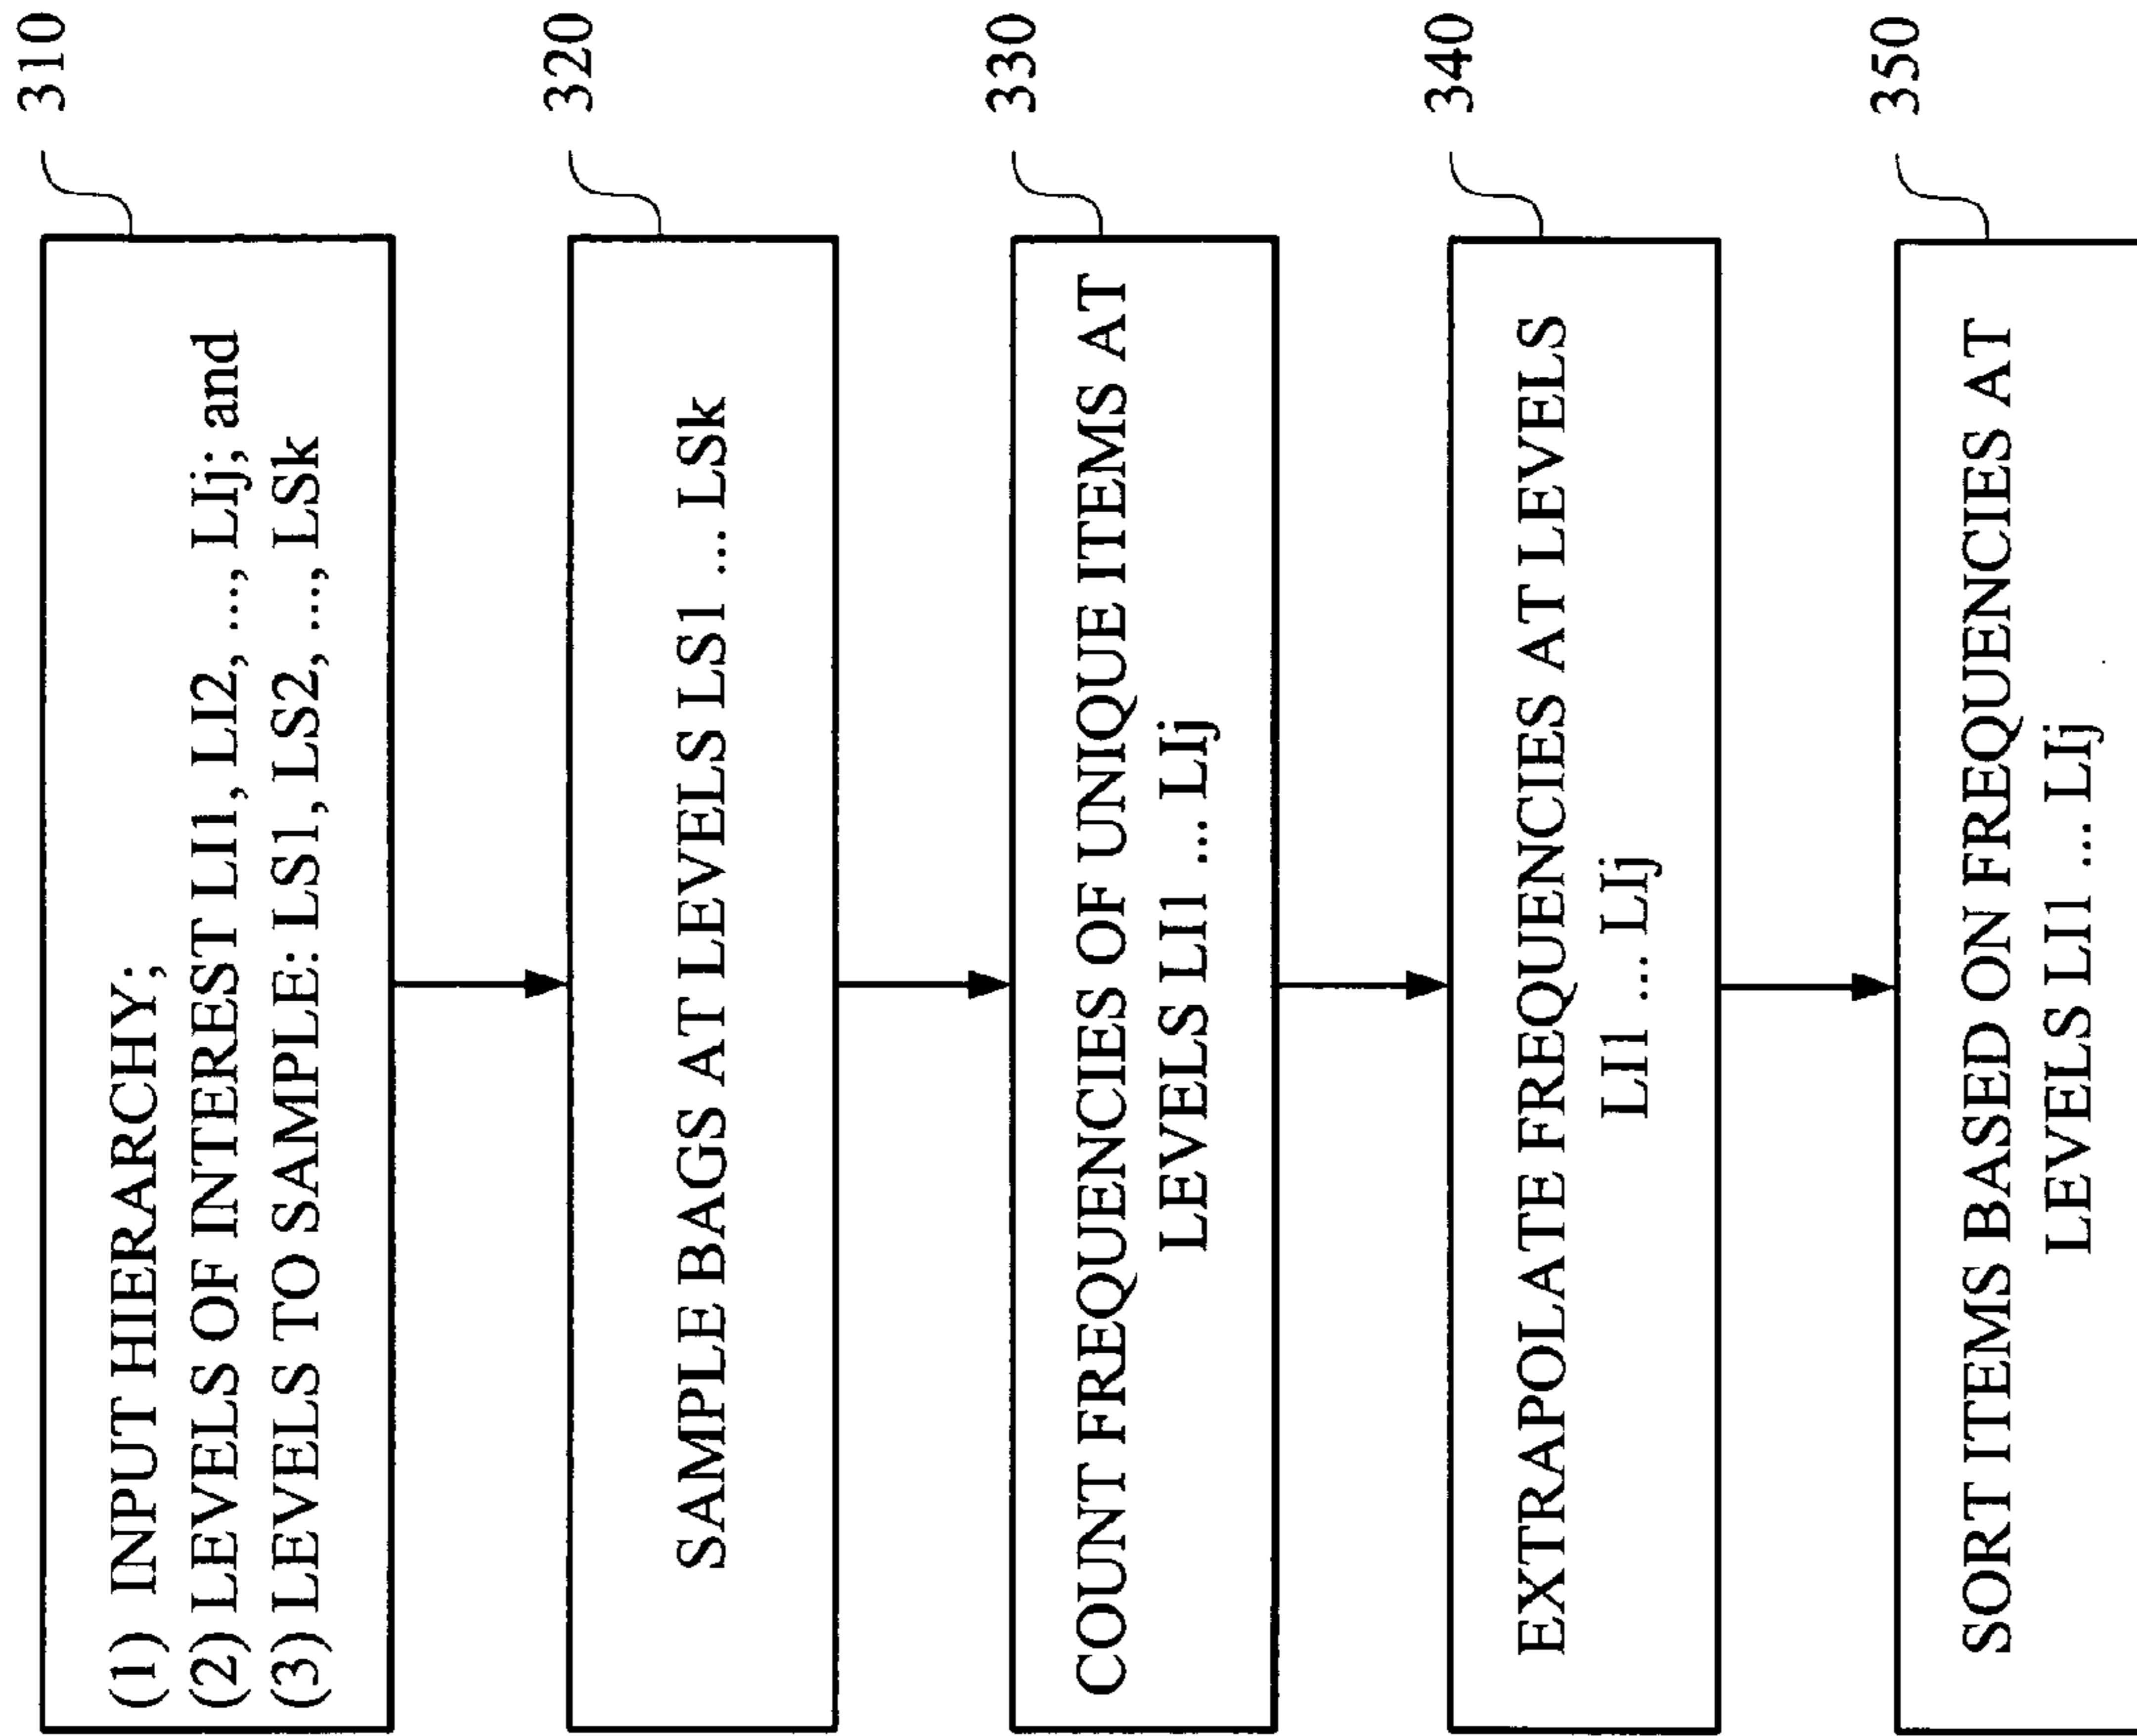 310
(1) INPUT HIERARCHY;
(2) LEVELS OF INTEREST LI1, LI2, ..., LIj; and
(3) LEVELS TO SAMPLE: LS1, LS2, ..., LSk
320
SAMPLE BAGS AT LEVELS LS1 ... LSk
330
COUNT FREQUENCIES OF UNIQUE ITEMS AT
LEVELS LI1 ... LIj
340
EXTRAPOLATE FREQUENCIES AT LEVELS
LI1 ... LIj
350
SORT ITEMS BASED ON FREQUENCIES AT
LEVELS LI1 ... LIj